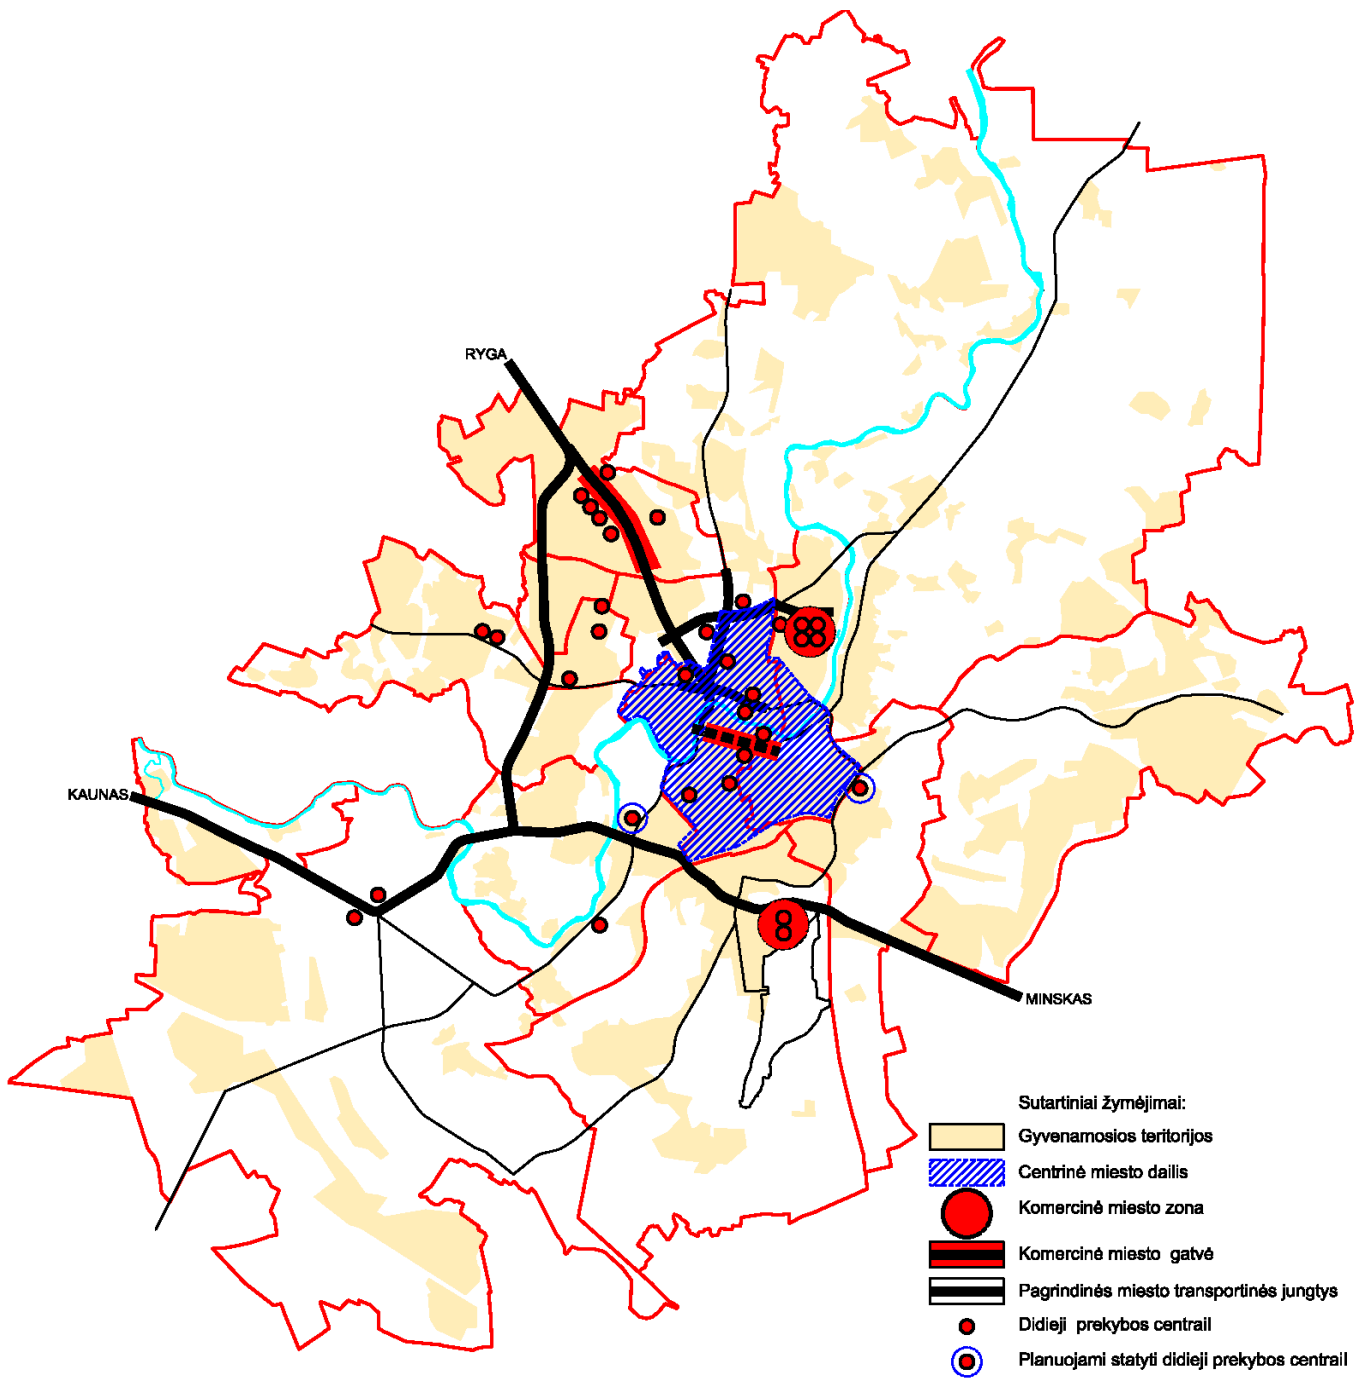 RYGA
KAUNAS
MINSKAS
Sutartiniai žymėjimai:
Gyvenamosios teritorijos
Centrinė miesto dailis
Komercinė miesto zona
Komercinė miesto gatvė
Pagrindinės miesto transportinės jungtys
Didieji prekybos centrail
Planuojami statyti didieji prekybos centrail